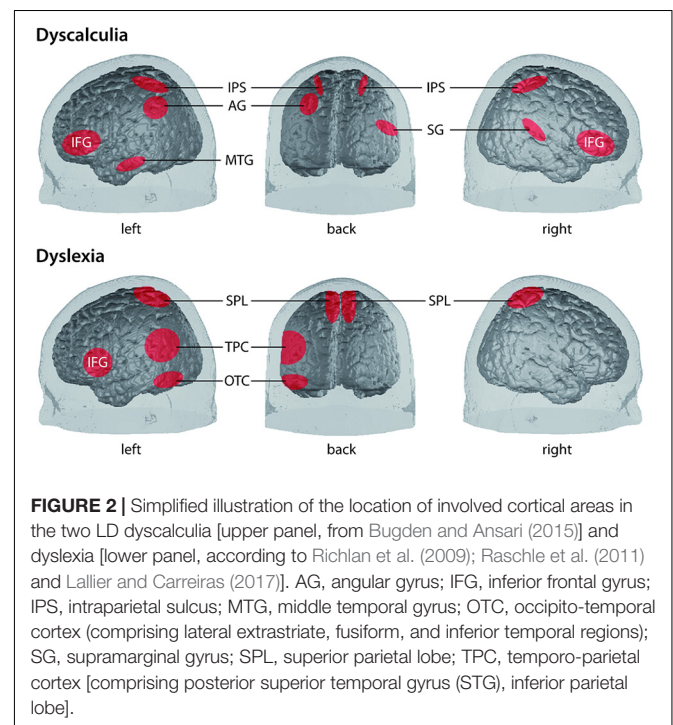 Dyscalculia
IPS
IPS
AG
SG
IFG
IFG
MTG
left
back
right
Dyslexia
SPL
SPL
TPC
IFG
OTC
left
back
right
FIGURE 2 | Simplified illustration of the location of involved cortical areas in
the two LD dyscalculia [upper panel, from Bugden and Ansari (2015)] and
dyslexia [lower panel, according to Richlan et al. (2009); Raschle et al. (2011)
and Lallier and Carreiras (2017)]. AG, angular gyrus; IFG, inferior frontal gyrus;
IPS, intraparietal sulcus; MTG, middle temporal gyrus; OTC, occipito-temporal
cortex (comprising lateral extrastriate, fusiform, and inferior temporal regions);
SG, supramarginal gyrus; SPL, superior parietal lobe; TPC, temporo-parietal
cortex [comprising posterior superior temporal gyrus (STG), inferior parietal
lobe].